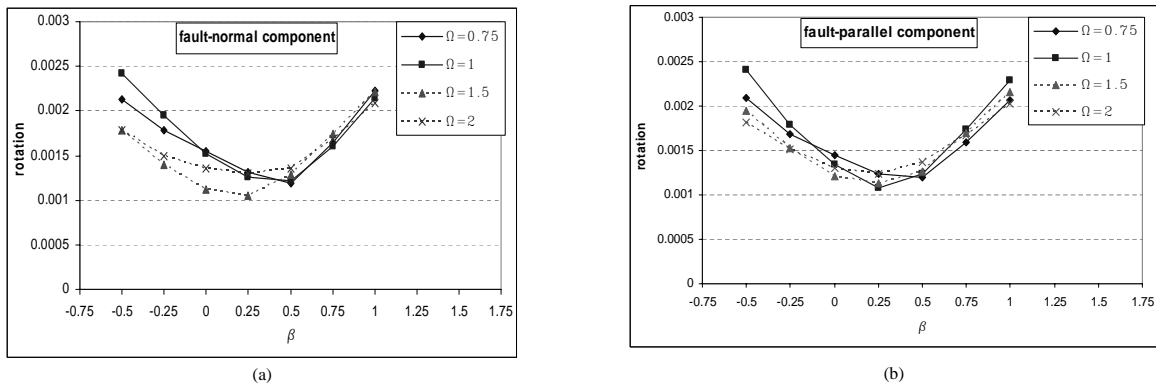 fault-normal component
Ω=0.75
Ω=1
Ω=1.5
Ω=2
rotation
0.003
0.0025
0.002
0.0015
0.001
0.0005
0
-0.75 -0.5 -0.25 0 0.25 0.5 0.75 1 1.25 1.5 1.75
β
(a)
fault-parallel component
Ω=0.75
Ω=1
Ω=1.5
Ω=2
rotation
0.003
0.0025
0.002
0.0015
0.001
0.0005
0
-0.75 -0.5 -0.25 0 0.25 0.5 0.75 1 1.25 1.5 1.75
β
(b)